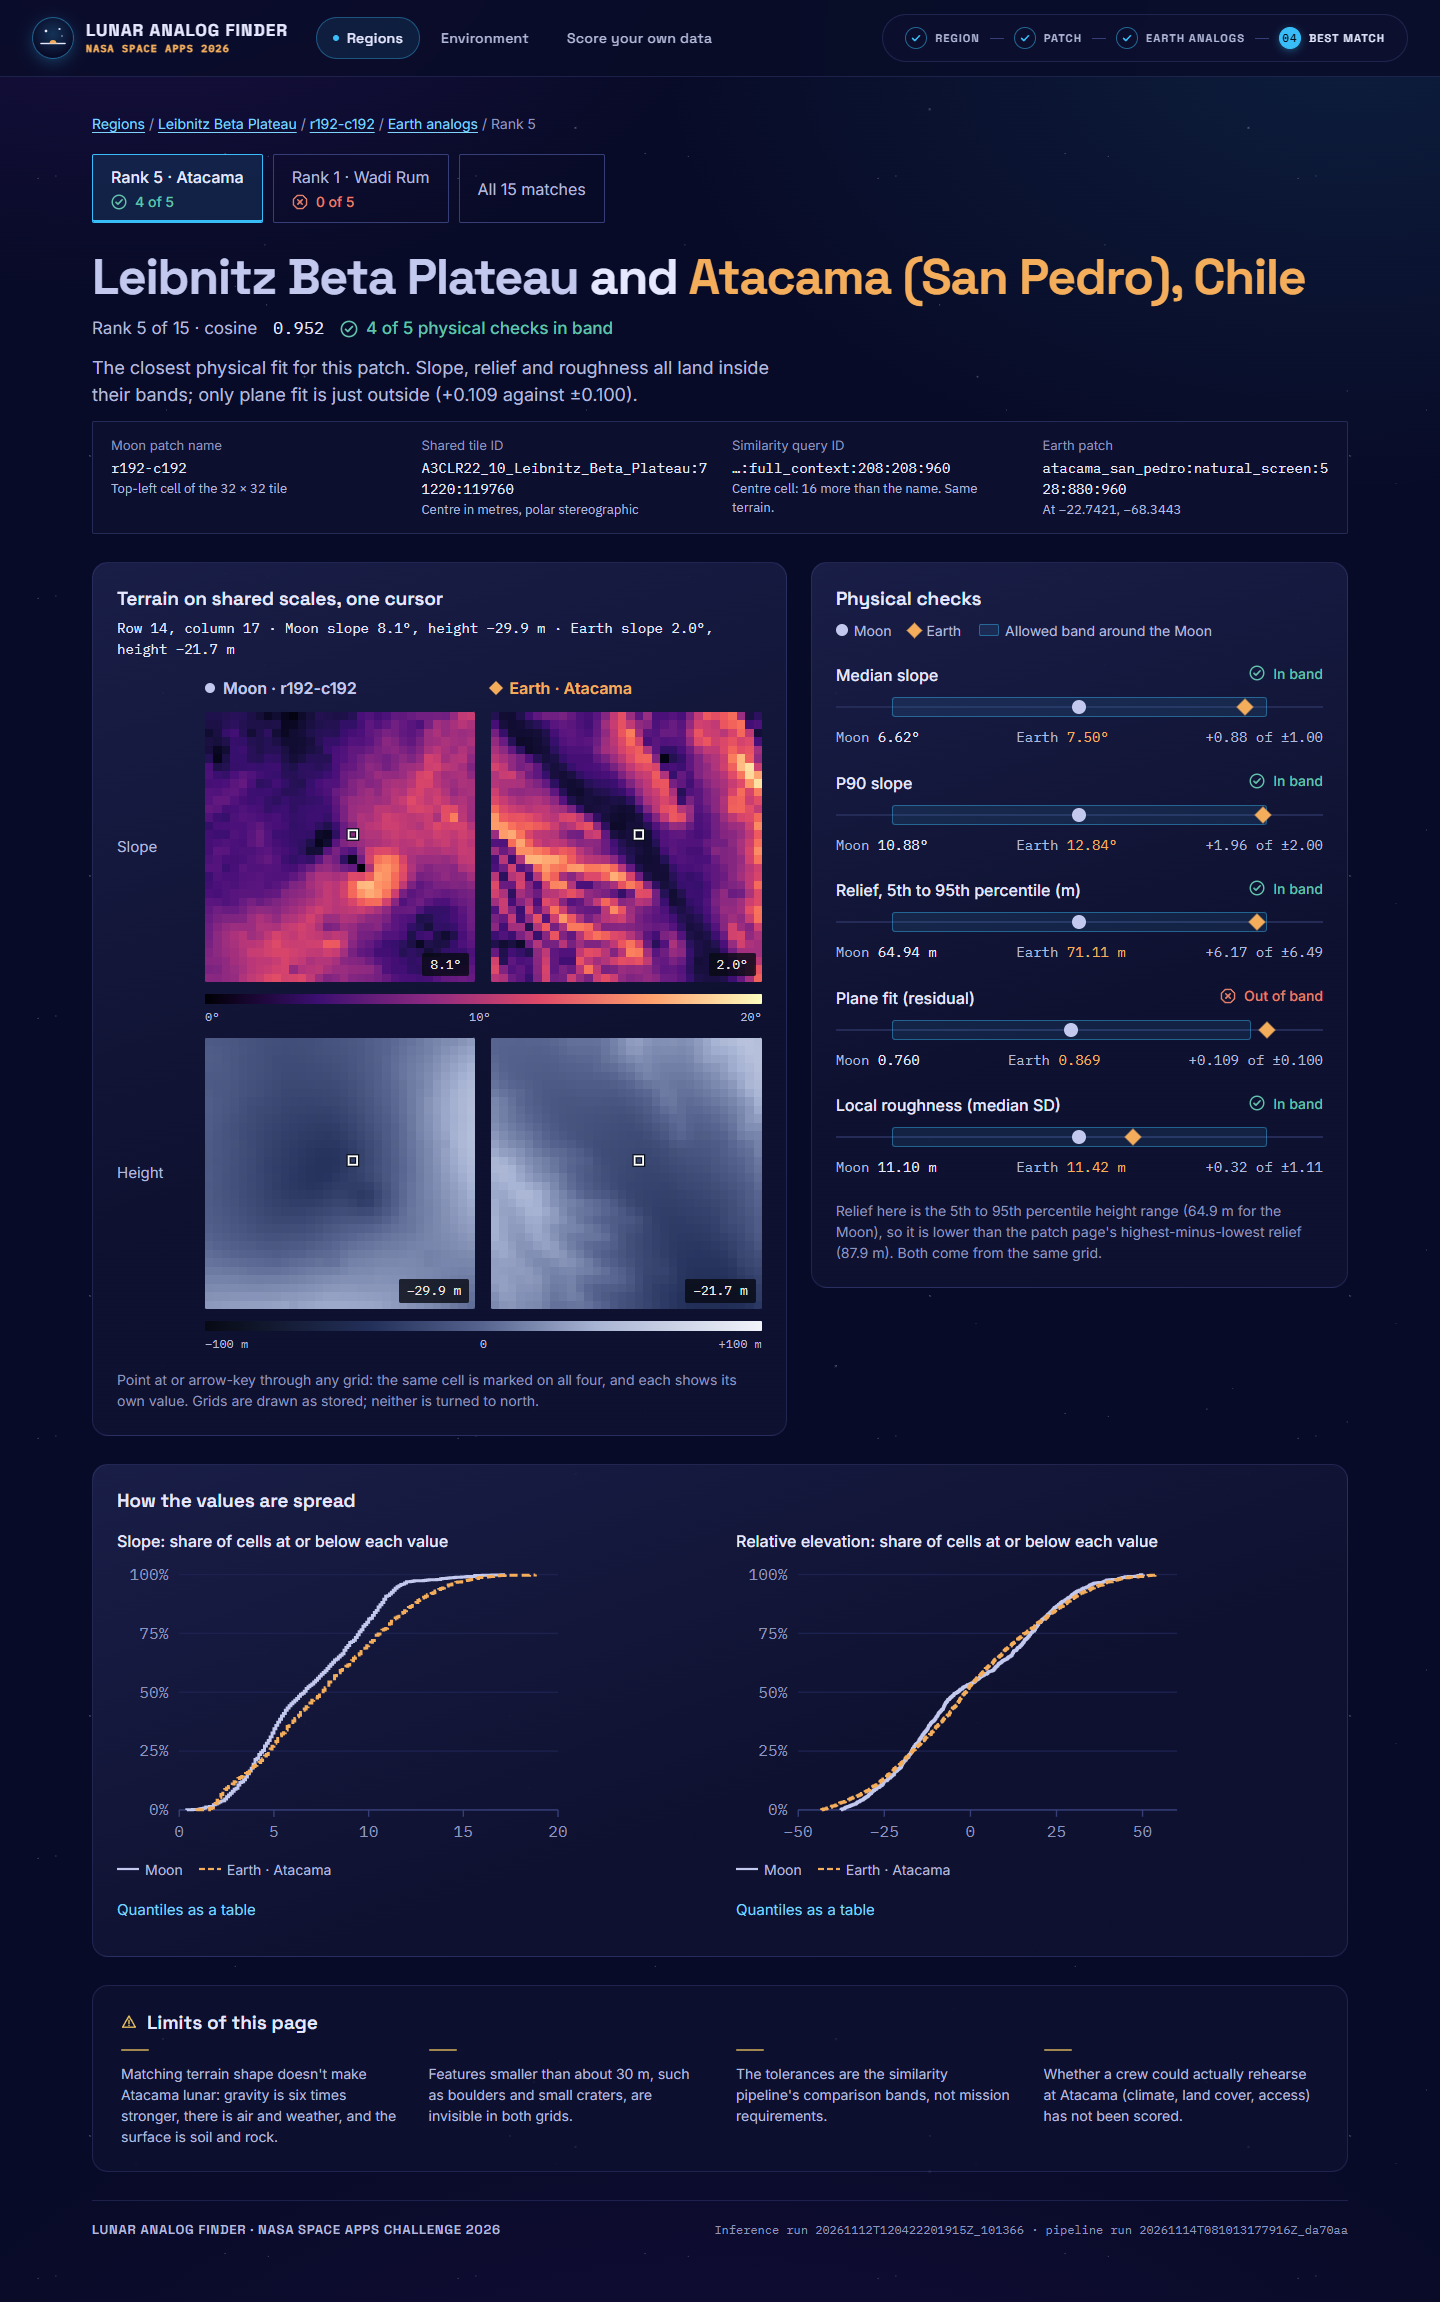 LUNAR ANALOG FINDER
NASA SPACE APPS 2026
Regions
Environment
Score your own data
REGION
PATCH
EARTH ANALOGS
04 BEST MATCH
Regions / Leibnitz Beta Plateau / r192-c192 / Earth analogs / Rank 5
Rank 5 · Atacama
4 of 5
Rank 1 · Wadi Rum
0 of 5
All 15 matches
Leibnitz Beta Plateau and Atacama (San Pedro), Chile
Rank 5 of 15 · cosine 0.952 4 of 5 physical checks in band
The closest physical fit for this patch. Slope, relief and roughness all land inside
their bands; only plane fit is just outside (+0.109 against ±0.100).
Moon patch name
r192-c192
Top-left cell of the 32 × 32 tile
Shared tile ID
A3CLR22_10_Leibnitz_Beta_Plateau:7
1220:119760
Centre in metres, polar stereographic
Similarity query ID
…:full_context:208:208:960
Centre cell: 16 more than the name. Same
terrain.
Earth patch
atacama_san_pedro:natural_screen:5
28:880:960
At −22.7421, −68.3443
Terrain on shared scales, one cursor
Row 14, column 17 · Moon slope 8.1°, height −29.9 m · Earth slope 2.0°,
height −21.7 m
Moon · r192-c192
Earth · Atacama
Slope
8.1°
2.0°
0°
10°
20°
Height
−29.9 m
−21.7 m
−100 m
0
+100 m
Point at or arrow-key through any grid: the same cell is marked on all four, and each shows its
own value. Grids are drawn as stored; neither is turned to north.
Physical checks
Moon
Earth
Allowed band around the Moon
Median slope
In band
Moon 6.62°
Earth 7.50°
+0.88 of ±1.00
P90 slope
In band
Moon 10.88°
Earth 12.84°
+1.96 of ±2.00
Relief, 5th to 95th percentile (m)
In band
Moon 64.94 m
Earth 71.11 m
+6.17 of ±6.49
Plane fit (residual)
Out of band
Moon 0.760
Earth 0.869
+0.109 of ±0.100
Local roughness (median SD)
In band
Moon 11.10 m
Earth 11.42 m
+0.32 of ±1.11
Relief here is the 5th to 95th percentile height range (64.9 m for the
Moon), so it is lower than the patch page's highest-minus-lowest relief
(87.9 m). Both come from the same grid.
How the values are spread
Slope: share of cells at or below each value
100%
75%
50%
25%
0%
0
5
10
15
20
Moon
Earth · Atacama
Quantiles as a table
Relative elevation: share of cells at or below each value
100%
75%
50%
25%
0%
−50
−25
0
25
50
Moon
Earth · Atacama
Quantiles as a table
Limits of this page
Matching terrain shape doesn't make
Atacama lunar: gravity is six times
stronger, there is air and weather, and the
surface is soil and rock.
Features smaller than about 30 m, such
as boulders and small craters, are
invisible in both grids.
The tolerances are the similarity
pipeline's comparison bands, not mission
requirements.
Whether a crew could actually rehearse
at Atacama (climate, land cover, access)
has not been scored.
LUNAR ANALOG FINDER · NASA SPACE APPS CHALLENGE 2026
Inference run 20261112T120422201915Z_101366 · pipeline run 20261114T081013177916Z_da70aa